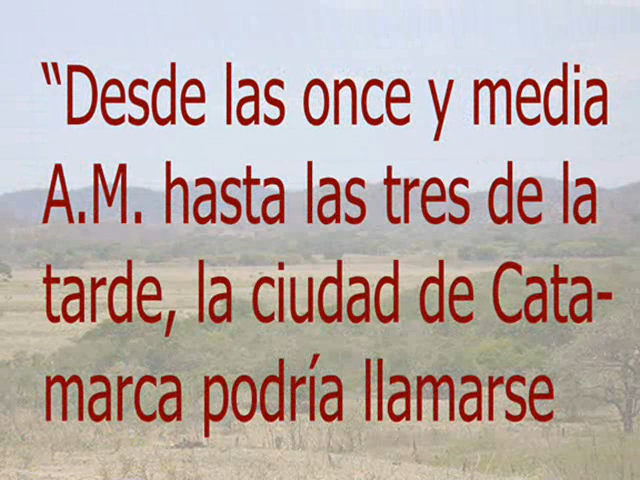 “Desde las once y media
A.M. hasta las tres de la
tarde, la ciudad de Cata-
marca podría llamarse